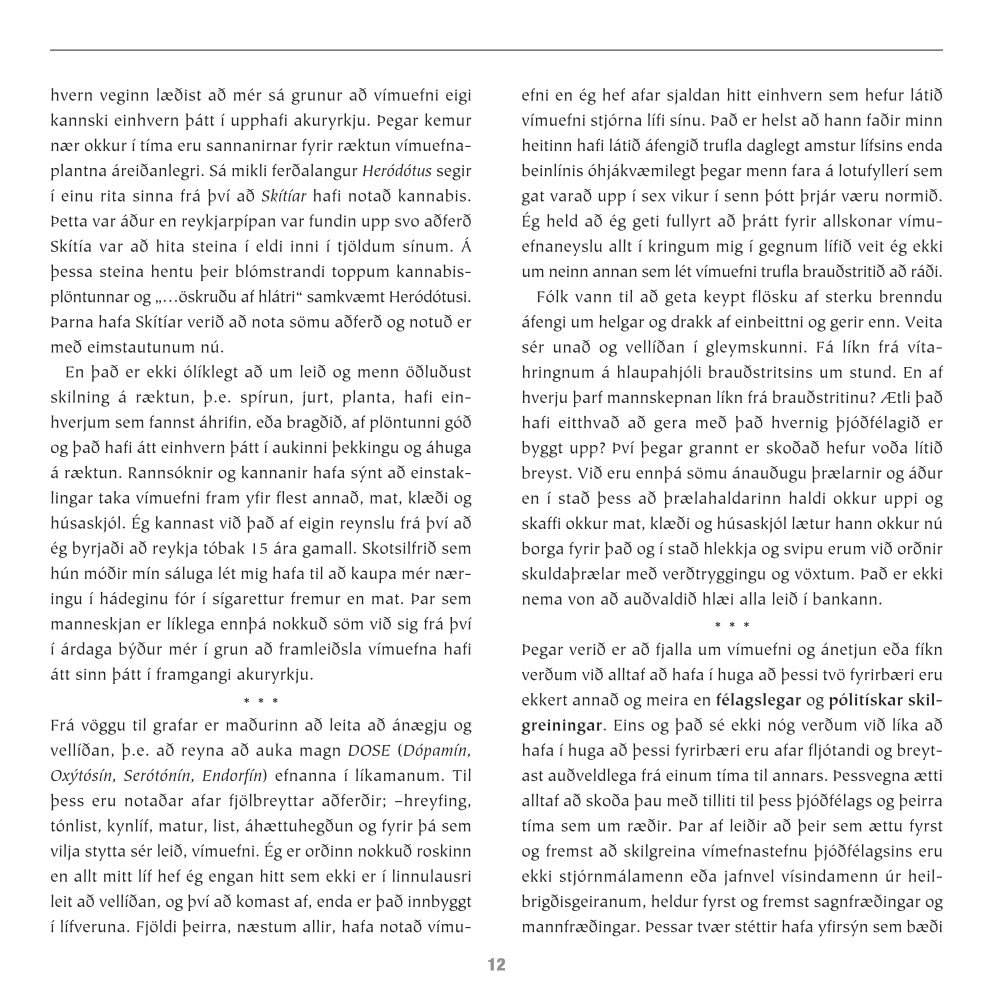 hvern veginn læðist að mér sá grunur að vímuefni eigi
kannski einhvern þátt í upphafi akuryrkju. Þegar kemur
nær okkur í tíma eru sannanirnar fyrir ræktun vímuefna-
plantna áreiðanlegri. Sá mikli ferðalangur Heródótus segir
í einu rita sinna frá því að Skítíar hafi notað kannabis.
Þetta var áður en reykjarpípan var fundin upp svo aðferð
Skítía var að hita steina í eldi inni í tjöldum sínum. Á
þessa steina hentu þeir blómstrandi toppum kannabis-
plöntunnar og „…öskruðu af hlátri“ samkvæmt Heródótusi.
Þarna hafa Skítíar verið að nota sömu aðferð og notuð er
með eimstautunum nú.
En það er ekki ólíklegt að um leið og menn öðluðust
skilning á ræktun, þ.e. spírun, jurt, planta, hafi ein-
hverjum sem fannst áhrifin, eða bragðið, af plöntunni góð
og það hafi átt einhvern þátt í aukinni þekkingu og áhuga
á ræktun. Rannsóknir og kannanir hafa sýnt að einstak-
lingar taka vímuefni fram yfir flest annað, mat, klæði og
húsaskjól. Ég kannast við það af eigin reynslu frá því að
ég byrjaði að reykja tóbak 15 ára gamall. Skotsilfrið sem
hún móðir mín sáluga lét mig hafa til að kaupa mér nær-
ingu í hádeginu fór í sígarettur fremur en mat. Þar sem
manneskjan er líklega ennþá nokkuð söm við sig frá því
í árdaga býður mér í grun að framleiðsla vímuefna hafi
átt sinn þátt í framgangi akuryrkju.
* * *
Frá vöggu til grafar er maðurinn að leita að ánægju og
vellíðan, þ.e. að reyna að auka magn DOSE (Dópamín,
Oxýtósín, Serótónín, Endorfín) efnanna í líkamanum. Til
þess eru notaðar afar fjölbreyttar aðferðir; –hreyfing,
tónlist, kynlíf, matur, list, áhættuhegðun og fyrir þá sem
vilja stytta sér leið, vímuefni. Ég er orðinn nokkuð roskinn
en allt mitt líf hef ég engan hitt sem ekki er í linnulausri
leit að vellíðan, og því að komast af, enda er það innbyggt
í lífveruna. Fjöldi þeirra, næstum allir, hafa notað vímu-
efni en ég hef afar sjaldan hitt einhvern sem hefur látið
vímuefni stjórna lífi sínu. Það er helst að hann faðir minn
heitinn hafi látið áfengið trufla daglegt amstur lífsins enda
beinlínis óhjákvæmilegt þegar menn fara á lotufyllerí sem
gat varað upp í sex vikur í senn þótt þrjár væru normið.
Ég held að ég geti fullyrt að þrátt fyrir allskonar vímu-
efnaneyslu allt í kringum mig í gegnum lífið veit ég ekki
um neinn annan sem lét vímuefni trufla brauðstritið að ráði.
Fólk vann til að geta keypt flösku af sterku brenndu
áfengi um helgar og drakk af einbeittni og gerir enn. Veita
sér unað og vellíðan í gleymskunni. Fá líkn frá víta-
hringnum á hlaupahjóli brauðstritsins um stund. En af
hverju þarf mannskepnan líkn frá brauðstritinu? Ætli það
hafi eitthvað að gera með það hvernig þjóðfélagið er
byggt upp? Því þegar grannt er skoðað hefur voða lítið
breyst. Við eru ennþá sömu ánauðugu þrælarnir og áður
en í stað þess að þrælahaldarinn haldi okkur uppi og
skaffi okkur mat, klæði og húsaskjól lætur hann okkur nú
borga fyrir það og í stað hlekkja og svipu erum við orðnir
skuldaþrælar með verðtryggingu og vöxtum. Það er ekki
nema von að auðvaldið hlæi alla leið í bankann.
* * *
Þegar verið er að fjalla um vímuefni og ánetjun eða fíkn
verðum við alltaf að hafa í huga að þessi tvö fyrirbæri eru
ekkert annað og meira en félagslegar og pólitískar skil-
greiningar. Eins og það sé ekki nóg verðum við líka að
hafa í huga að þessi fyrirbæri eru afar fljótandi og breyt-
ast auðveldlega frá einum tíma til annars. Þessvegna ætti
alltaf að skoða þau með tilliti til þess þjóðfélags og þeirra
tíma sem um ræðir. Þar af leiðir að þeir sem ættu fyrst
og fremst að skilgreina vímefnastefnu þjóðfélagsins eru
ekki stjórnmálamenn eða jafnvel vísindamenn úr heil-
brigðisgeiranum, heldur fyrst og fremst sagnfræðingar og
mannfræðingar. Þessar tvær stéttir hafa yfirsýn sem bæði
12